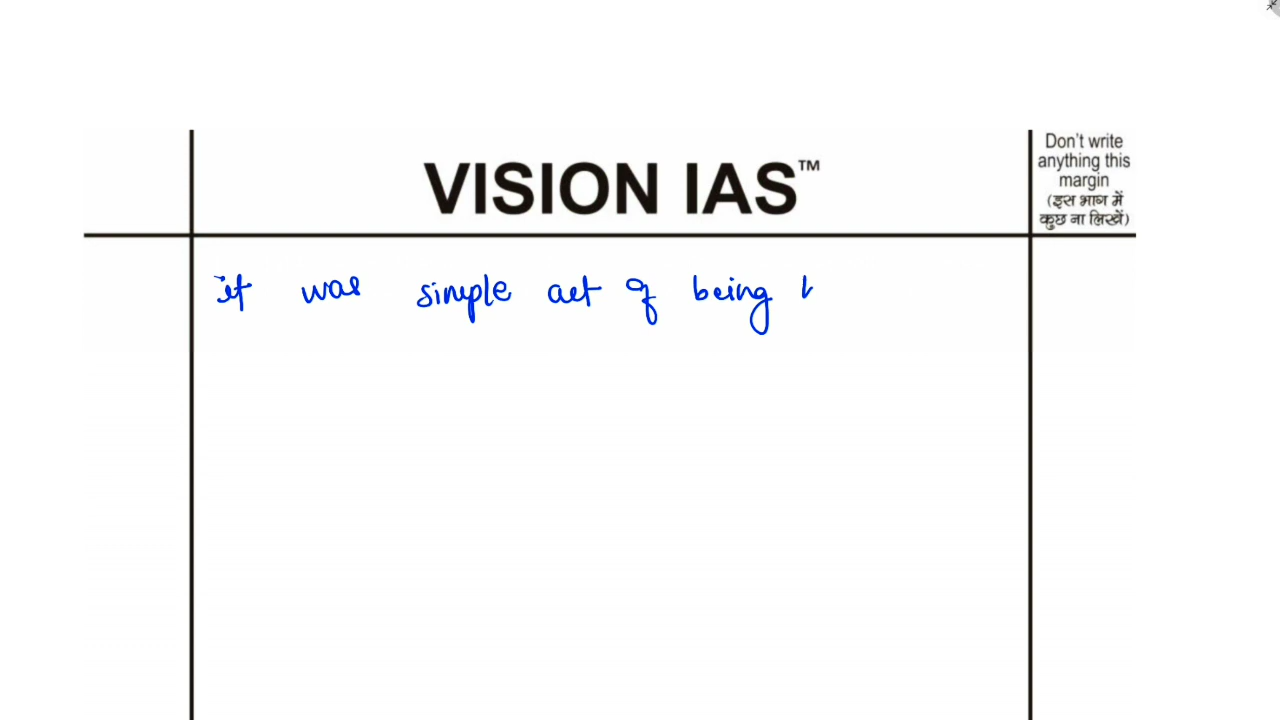 VISION IAS™
Don't write
anything this
margin
(इस भाग में
कुछ ना लिखें)
it was simple act of being